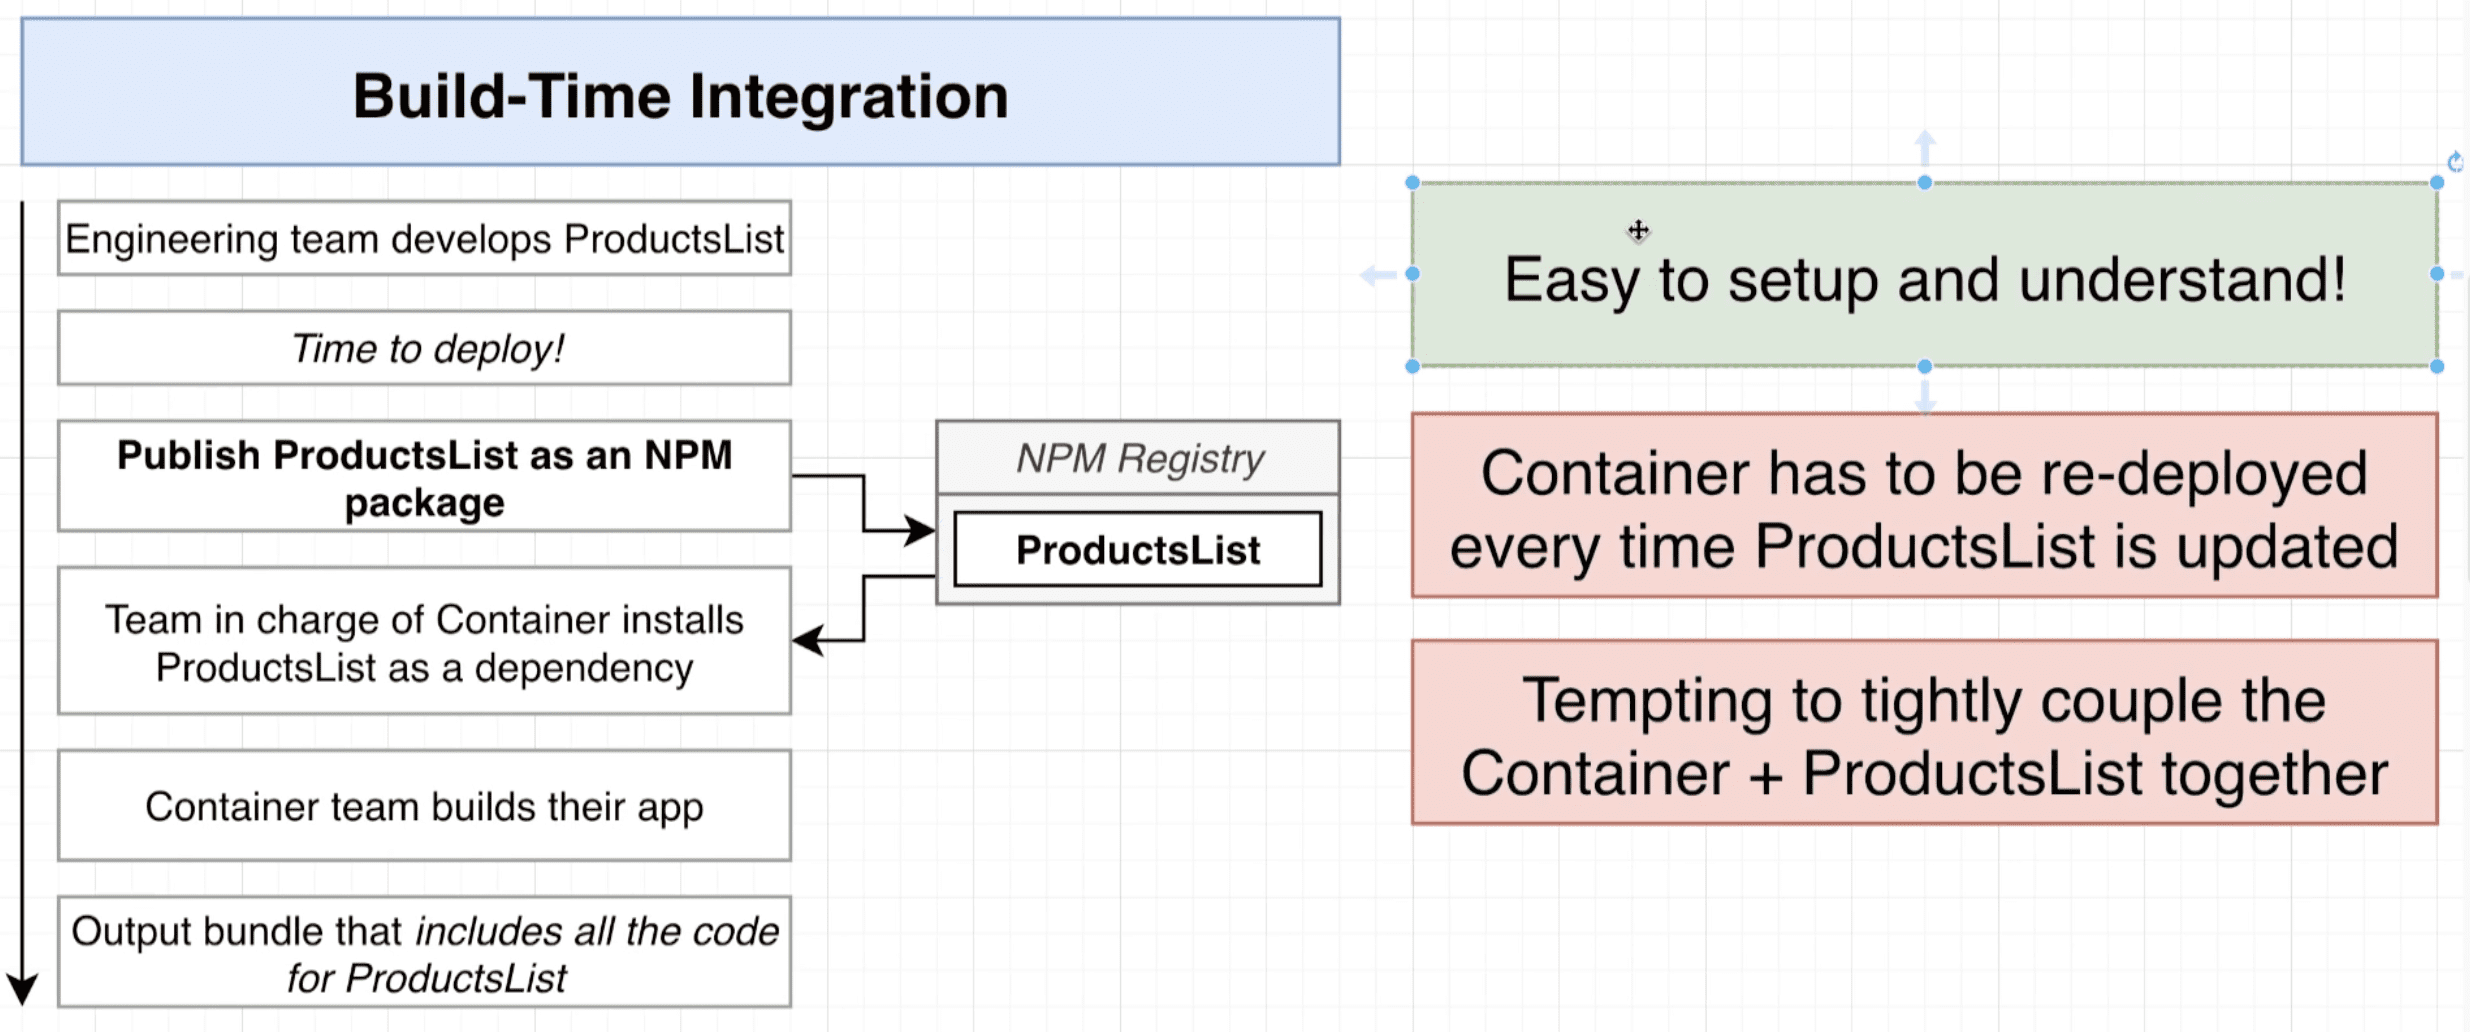 Build-Time Integration
Engineering team develops ProductsList
Time to deploy!
Publish ProductsList as an NPM
package
NPM Registry
ProductsList
Team in charge of Container installs
ProductsList as a dependency
Container team builds their app
Output bundle that includes all the code
for ProductsList
Easy to setup and understand!
Container has to be re-deployed
every time ProductsList is updated
Tempting to tightly couple the
Container + ProductsList together